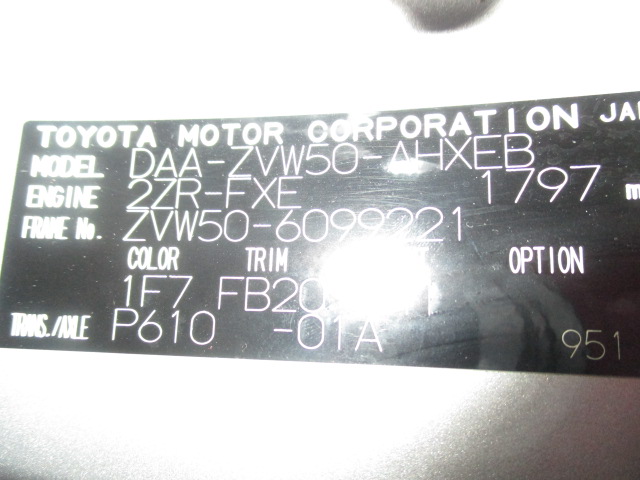 TOYOTA MOTOR CORPORATION
MODEL DAA-ZVW50-AHXEB
ENGINE 2ZR-FXE 1797
FRAME No. ZVW50-6099221
COLOR TRIM OPTION
1F7
TRANS./AXLE P610 -01A
951